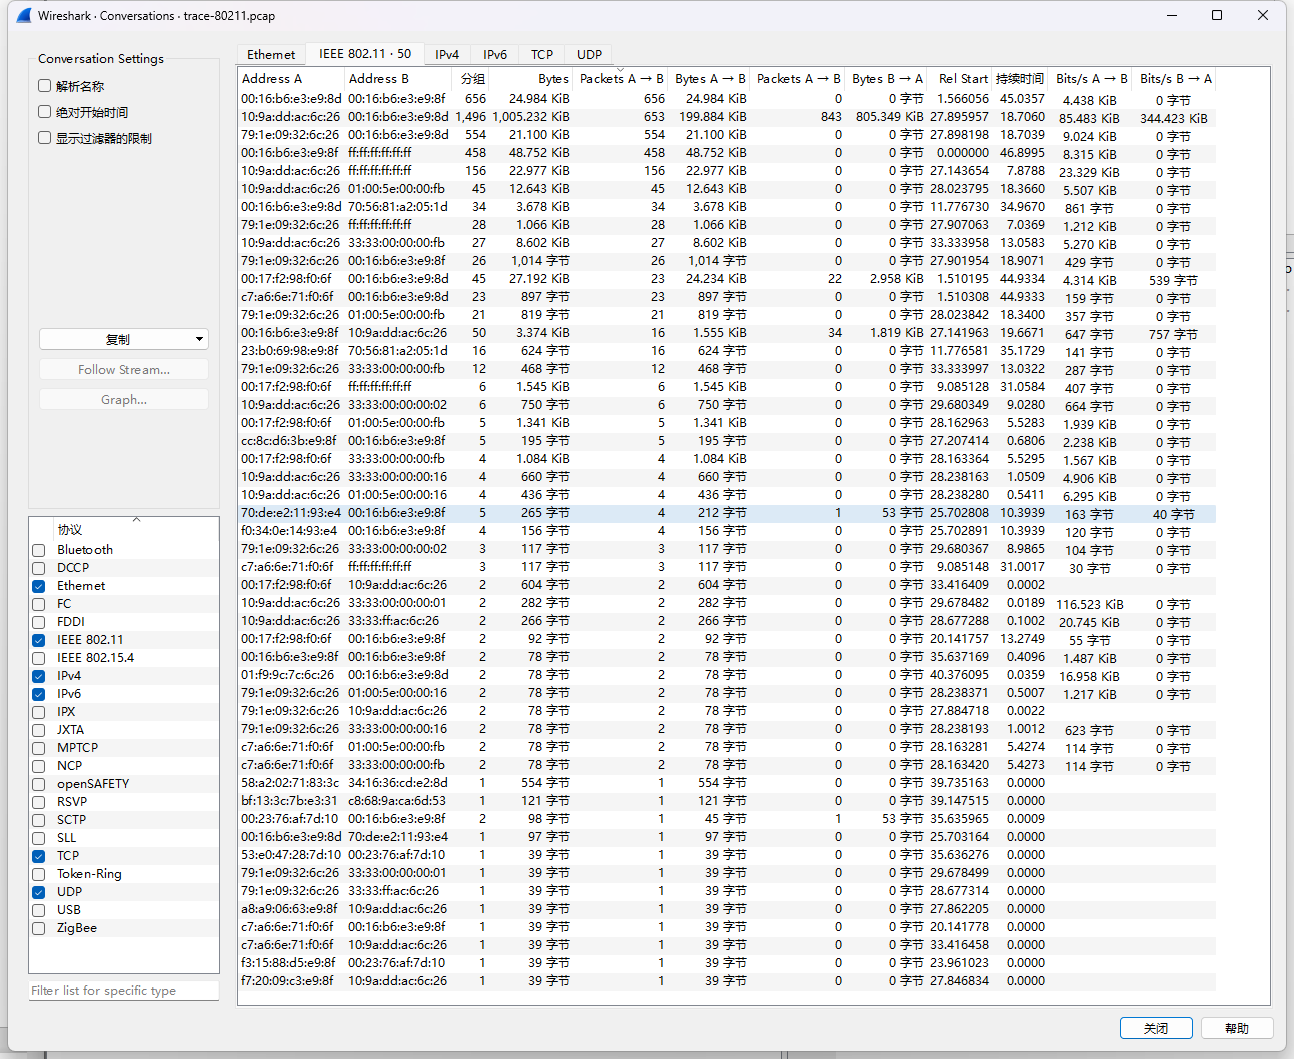 Wireshark · Conversations · trace-80211.pcap
Conversation Settings
解析名称
绝对开始时间
显示过滤器的限制
复制
Follow Stream...
Graph...
协议
Bluetooth
DCCP
Ethernet
FC
FDDI
IEEE 802.11
IEEE 802.15.4
IPv4
IPv6
IPX
JXTA
MPTCP
NCP
openSAFETY
RSVP
SCTP
SLL
TCP
Token-Ring
UDP
USB
ZigBee
Filter list for specific type
Ethernet IEEE 802.11 · 50 IPv4 IPv6 TCP UDP
Address A Address B 分组 Bytes Packets A → B Bytes A → B Packets A → B Bytes B → A Rel Start 持续时间 Bits/s A → B Bits/s B → A
00:16:b6:e3:e9:8d 00:16:b6:e3:e9:8f 656 24.984 KiB 656 24.984 KiB 0 0 字节 1.566056 45.0357 4.438 KiB 0 字节
10:9a:dd:ac:6c:26 00:16:b6:e3:e9:8d 1,496 1,005.232 KiB 653 199.884 KiB 843 805.349 KiB 27.895957 18.7060 85.483 KiB 344.423 KiB
79:1e:09:32:6c:26 00:16:b6:e3:e9:8d 554 21.100 KiB 554 21.100 KiB 0 0 字节 27.898198 18.7039 9.024 KiB 0 字节
00:16:b6:e3:e9:8f ff:ff:ff:ff:ff:ff 458 48.752 KiB 458 48.752 KiB 0 0 字节 0.000000 46.8995 8.315 KiB 0 字节
10:9a:dd:ac:6c:26 ff:ff:ff:ff:ff:ff 156 22.977 KiB 156 22.977 KiB 0 0 字节 27.143654 7.8788 23.329 KiB 0 字节
10:9a:dd:ac:6c:26 01:00:5e:00:00:fb 45 12.643 KiB 45 12.643 KiB 0 0 字节 28.023795 18.3660 5.507 KiB 0 字节
00:16:b6:e3:e9:8d 70:56:81:a2:05:1d 34 3.678 KiB 34 3.678 KiB 0 0 字节 11.776730 34.9670 861 字节 0 字节
79:1e:09:32:6c:26 ff:ff:ff:ff:ff:ff 28 1.066 KiB 28 1.066 KiB 0 0 字节 27.907063 7.0369 1.212 KiB 0 字节
10:9a:dd:ac:6c:26 33:33:00:00:00:fb 27 8.602 KiB 27 8.602 KiB 0 0 字节 33.333958 13.0583 5.270 KiB 0 字节
79:1e:09:32:6c:26 00:16:b6:e3:e9:8f 26 1,014 字节 26 1,014 字节 0 0 字节 27.901954 18.9071 429 字节 0 字节
00:17:f2:98:f0:6f 00:16:b6:e3:e9:8d 45 27.192 KiB 23 24.234 KiB 22 2.958 KiB 1.510195 44.9334 4.314 KiB 539 字节
c7:a6:6e:71:f0:6f 00:16:b6:e3:e9:8d 23 897 字节 23 897 字节 0 0 字节 1.510308 44.9333 159 字节 0 字节
79:1e:09:32:6c:26 01:00:5e:00:00:fb 21 819 字节 21 819 字节 0 0 字节 28.023842 18.3400 357 字节 0 字节
00:16:b6:e3:e9:8f 10:9a:dd:ac:6c:26 50 3.374 KiB 16 1.555 KiB 34 1.819 KiB 27.141963 19.6671 647 字节 757 字节
23:b0:69:98:e9:8f 70:56:81:a2:05:1d 16 624 字节 16 624 字节 0 0 字节 11.776581 35.1729 141 字节 0 字节
79:1e:09:32:6c:26 33:33:00:00:00:fb 12 468 字节 12 468 字节 0 0 字节 33.333997 13.0322 287 字节 0 字节
00:17:f2:98:f0:6f ff:ff:ff:ff:ff:ff 6 1.545 KiB 6 1.545 KiB 0 0 字节 9.085128 31.0584 407 字节 0 字节
10:9a:dd:ac:6c:26 33:33:00:00:00:02 6 750 字节 6 750 字节 0 0 字节 29.680349 9.0280 664 字节 0 字节
00:17:f2:98:f0:6f 01:00:5e:00:00:fb 5 1.341 KiB 5 1.341 KiB 0 0 字节 28.162963 5.5283 1.939 KiB 0 字节
cc:8c:d6:3b:e9:8f 00:16:b6:e3:e9:8f 5 195 字节 5 195 字节 0 0 字节 27.207414 0.6806 2.238 KiB 0 字节
00:17:f2:98:f0:6f 33:33:00:00:00:fb 4 1.084 KiB 4 1.084 KiB 0 0 字节 28.163364 5.5295 1.567 KiB 0 字节
10:9a:dd:ac:6c:26 33:33:00:00:00:16 4 660 字节 4 660 字节 0 0 字节 28.238163 1.0509 4.906 KiB 0 字节
10:9a:dd:ac:6c:26 01:00:5e:00:00:16 4 436 字节 4 436 字节 0 0 字节 28.238280 0.5411 6.295 KiB 0 字节
70:de:e2:11:93:e4 00:16:b6:e3:e9:8f 5 265 字节 4 212 字节 1 53 字节 25.702808 10.3939 163 字节 40 字节
f0:34:0e:14:93:e4 00:16:b6:e3:e9:8f 4 156 字节 4 156 字节 0 0 字节 25.702891 10.3939 120 字节 0 字节
79:1e:09:32:6c:26 33:33:00:00:00:02 3 117 字节 3 117 字节 0 0 字节 29.680367 8.9865 104 字节 0 字节
c7:a6:6e:71:f0:6f ff:ff:ff:ff:ff:ff 3 117 字节 3 117 字节 0 0 字节 9.085148 31.0017 30 字节 0 字节
00:17:f2:98:f0:6f 10:9a:dd:ac:6c:26 2 604 字节 2 604 字节 0 0 字节 33.416409 0.0002
10:9a:dd:ac:6c:26 33:33:00:00:00:01 2 282 字节 2 282 字节 0 0 字节 29.678482 0.0189 116.523 KiB 0 字节
10:9a:dd:ac:6c:26 33:33:ff:ac:6c:26 2 266 字节 2 266 字节 0 0 字节 28.677288 0.1002 20.745 KiB 0 字节
00:17:f2:98:f0:6f 00:16:b6:e3:e9:8f 2 92 字节 2 92 字节 0 0 字节 20.141757 13.2749 55 字节 0 字节
00:16:b6:e3:e9:8f 00:16:b6:e3:e9:8f 2 78 字节 2 78 字节 0 0 字节 35.637169 0.4096 1.487 KiB 0 字节
01:f9:9c:7c:6c:26 00:16:b6:e3:e9:8d 2 78 字节 2 78 字节 0 0 字节 40.376095 0.0359 16.958 KiB 0 字节
79:1e:09:32:6c:26 01:00:5e:00:00:16 2 78 字节 2 78 字节 0 0 字节 28.238371 0.5007 1.217 KiB 0 字节
79:1e:09:32:6c:26 10:9a:dd:ac:6c:26 2 78 字节 2 78 字节 0 0 字节 27.884718 0.0022
79:1e:09:32:6c:26 33:33:00:00:00:16 2 78 字节 2 78 字节 0 0 字节 28.238193 1.0012 623 字节 0 字节
c7:a6:6e:71:f0:6f 01:00:5e:00:00:fb 2 78 字节 2 78 字节 0 0 字节 28.163281 5.4274 114 字节 0 字节
c7:a6:6e:71:f0:6f 33:33:00:00:00:fb 2 78 字节 2 78 字节 0 0 字节 28.163420 5.4273 114 字节 0 字节
58:a2:02:71:83:3c 34:16:36:cd:e2:8d 1 554 字节 1 554 字节 0 0 字节 39.735163 0.0000
bf:13:3c:7b:e3:31 c8:68:9a:ca:6d:53 1 121 字节 1 121 字节 0 0 字节 39.147515 0.0000
00:23:76:af:7d:10 00:16:b6:e3:e9:8f 2 98 字节 1 45 字节 1 53 字节 35.635965 0.0009
00:16:b6:e3:e9:8d 70:de:e2:11:93:e4 1 97 字节 1 97 字节 0 0 字节 25.703164 0.0000
53:e0:47:28:7d:10 00:23:76:af:7d:10 1 39 字节 1 39 字节 0 0 字节 35.636276 0.0000
79:1e:09:32:6c:26 33:33:00:00:00:01 1 39 字节 1 39 字节 0 0 字节 29.678499 0.0000
79:1e:09:32:6c:26 33:33:ff:ac:6c:26 1 39 字节 1 39 字节 0 0 字节 28.677314 0.0000
a8:a9:06:63:e9:8f 10:9a:dd:ac:6c:26 1 39 字节 1 39 字节 0 0 字节 27.862205 0.0000
c7:a6:6e:71:f0:6f 00:16:b6:e3:e9:8f 1 39 字节 1 39 字节 0 0 字节 20.141778 0.0000
c7:a6:6e:71:f0:6f 10:9a:dd:ac:6c:26 1 39 字节 1 39 字节 0 0 字节 33.416458 0.0000
f3:15:88:d5:e9:8f 00:23:76:af:7d:10 1 39 字节 1 39 字节 0 0 字节 23.961023 0.0000
f7:20:09:c3:e9:8f 10:9a:dd:ac:6c:26 1 39 字节 1 39 字节 0 0 字节 27.846834 0.0000
关闭 帮助